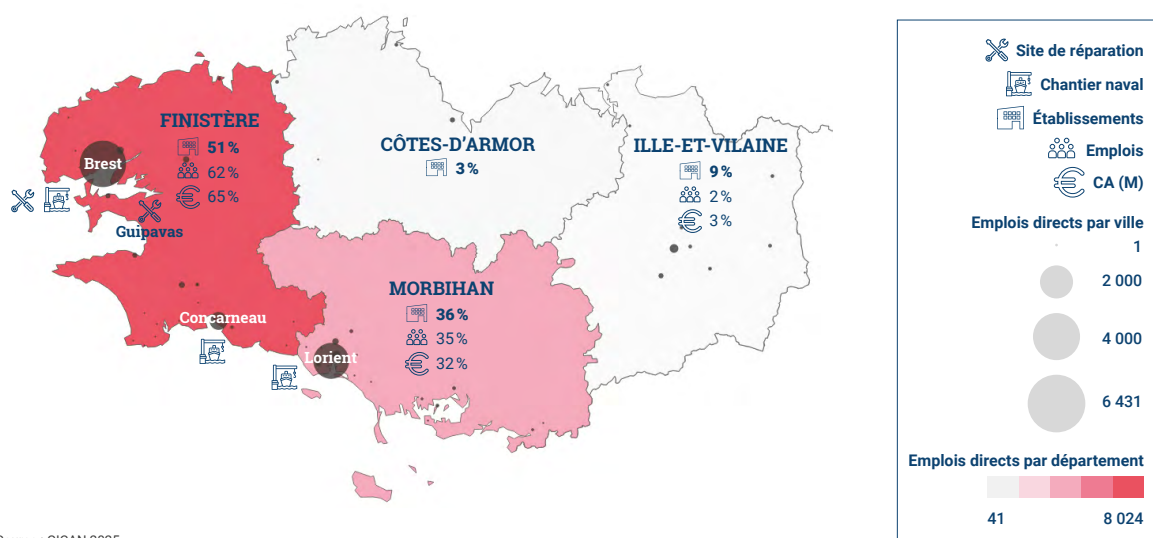 FINISTÈRE
51 %
62 %
65 %
Brest
Guipavas
Concarneau
CÔTES-D'ARMOR
3 %
ILLE-ET-VILAINE
9 %
2 %
3 %
MORBIHAN
36 %
35 %
32 %
Lorient
Site de réparation
Chantier naval
Établissements
Emplois
CA (M)
Emplois directs par ville
1
2 000
4 000
6 431
Emplois directs par département
41
8 024